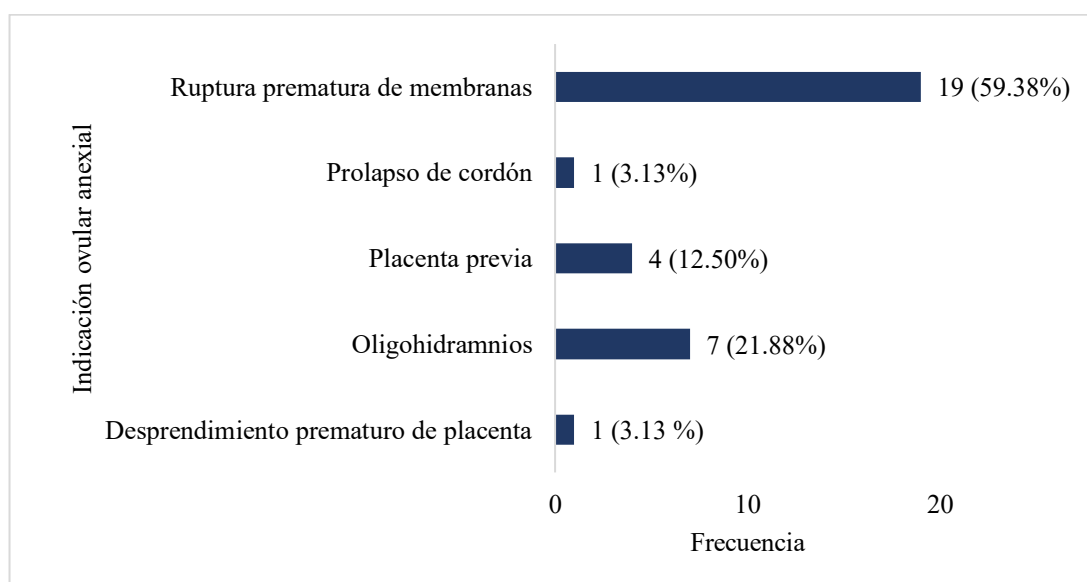 Indicación ovular anexial
Ruptura prematura de membranas 19 (59.38%)
Prolapso de cordón 1 (3.13%)
Placenta previa 4 (12.50%)
Oligohidramnios 7 (21.88%)
Desprendimiento prematuro de placenta 1 (3.13 %)
0 10 20
Frecuencia